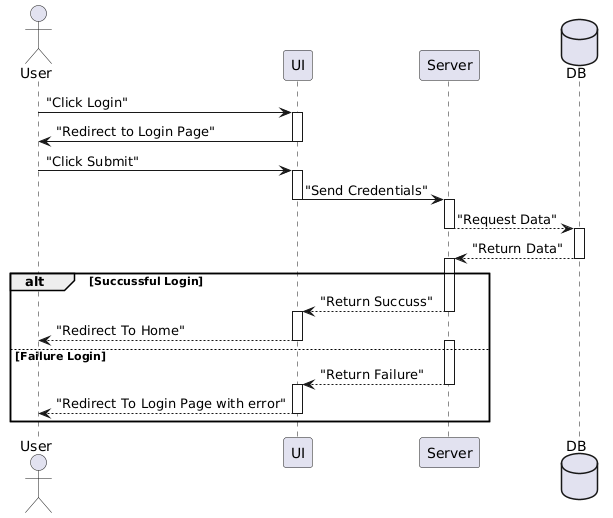 User
UI
Server
DB
"Click Login"
"Redirect to Login Page"
"Click Submit"
"Send Credentials"
"Request Data"
"Return Data"
alt [Succussful Login]
"Return Succuss"
"Redirect To Home"
[Failure Login]
"Return Failure"
"Redirect To Login Page with error"
User
UI
Server
DB